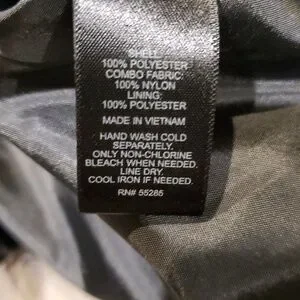 SHELL:
100% POLYESTER
COMBO FABRIC:
100% NYLON
LINING:
100% POLYESTER
MADE IN VIETNAM
HAND WASH COLD
SEPARATELY.
ONLY NON-CHLORINE
BLEACH WHEN NEEDED.
LINE DRY.
COOL IRON IF NEEDED.
RN# 55285